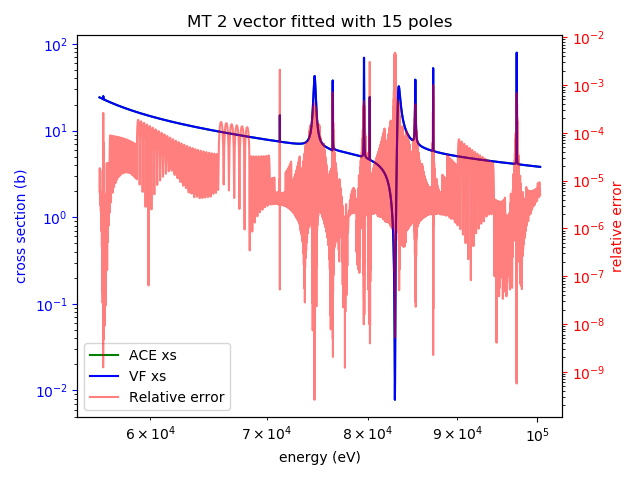 MT 2 vector fitted with 15 poles
10²
10¹
10⁰
10⁻¹
10⁻²
cross section (b)
10⁻²
10⁻³
10⁻⁴
10⁻⁵
10⁻⁶
10⁻⁷
10⁻⁸
10⁻⁹
relative error
ACE xs
VF xs
Relative error
6 × 10⁴ 7 × 10⁴ 8 × 10⁴ 9 × 10⁴ 10⁵
energy (eV)